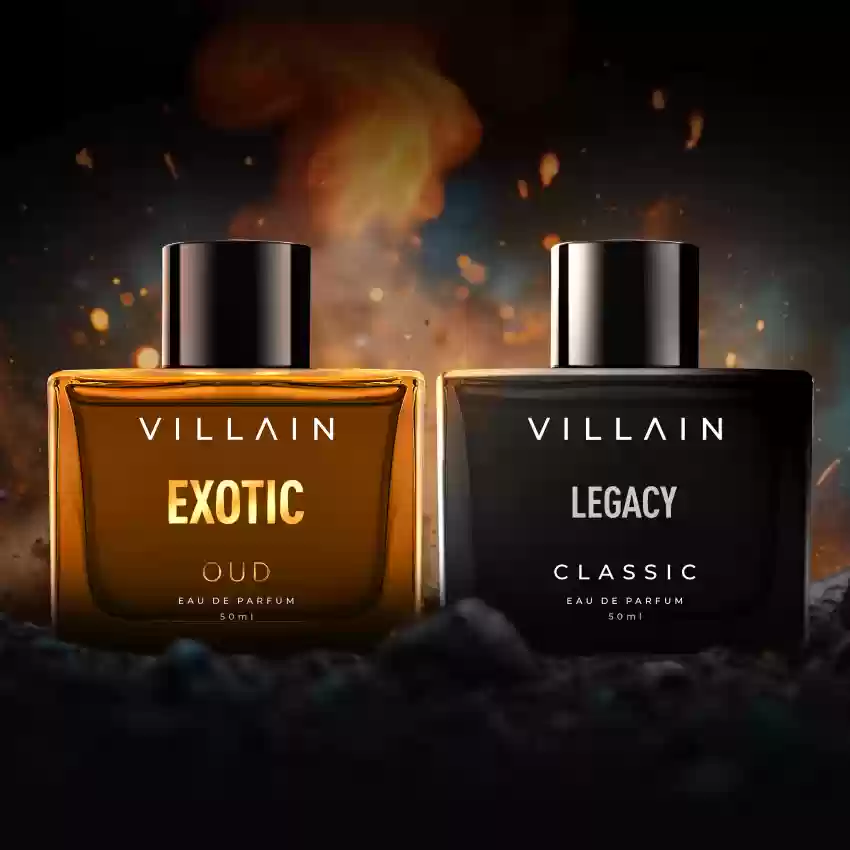 VILLAIN
EXOTIC
OUD
EAU DE PARFUM
50ml
VILLAIN
LEGACY
CLASSIC
EAU DE PARFUM
50ml